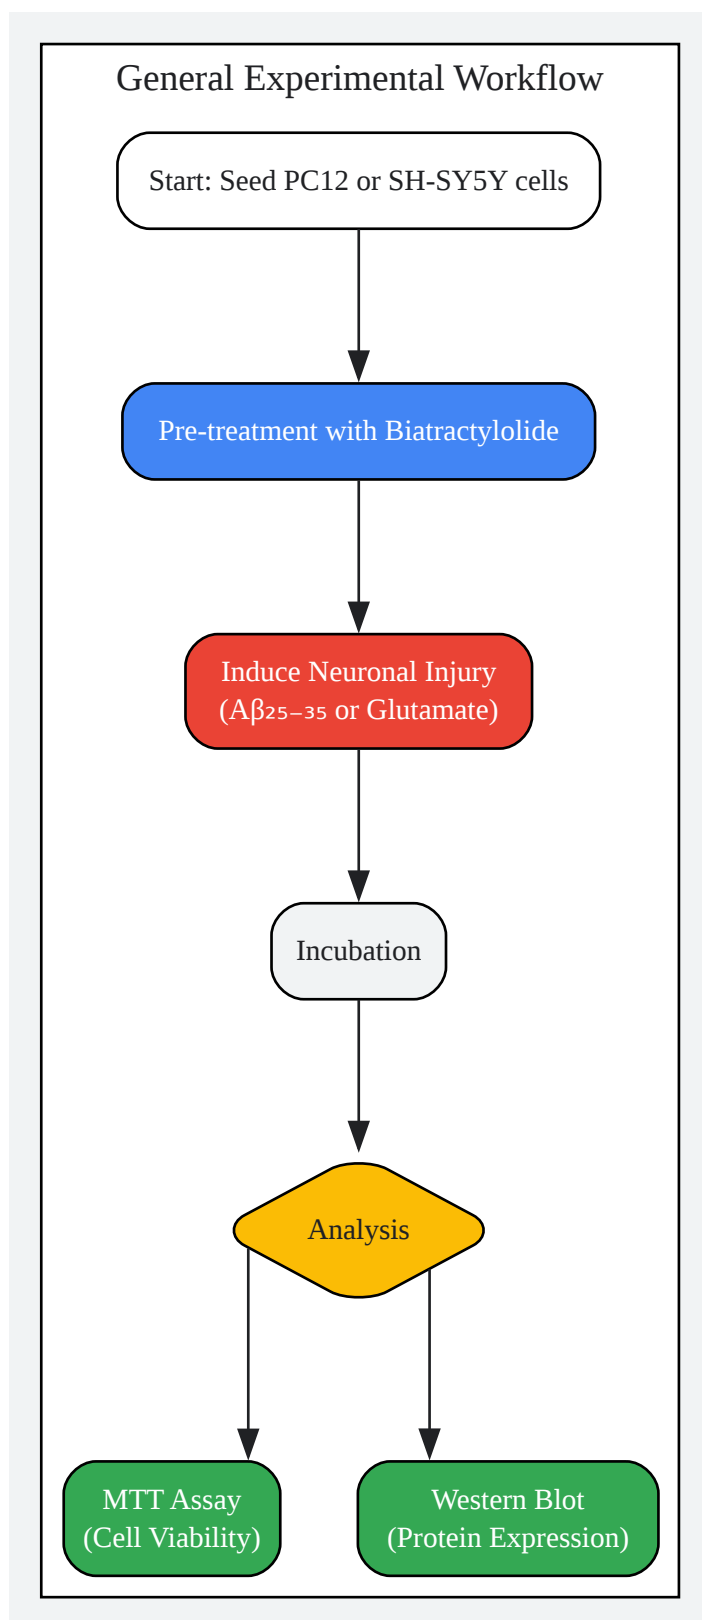 General Experimental Workflow
Start: Seed PC12 or SH-SY5Y cells
Pre-treatment with Biatractylolide
Induce Neuronal Injury
(Aβ₂₅₋₃₅ or Glutamate)
Incubation
Analysis
MTT Assay
(Cell Viability)
Western Blot
(Protein Expression)